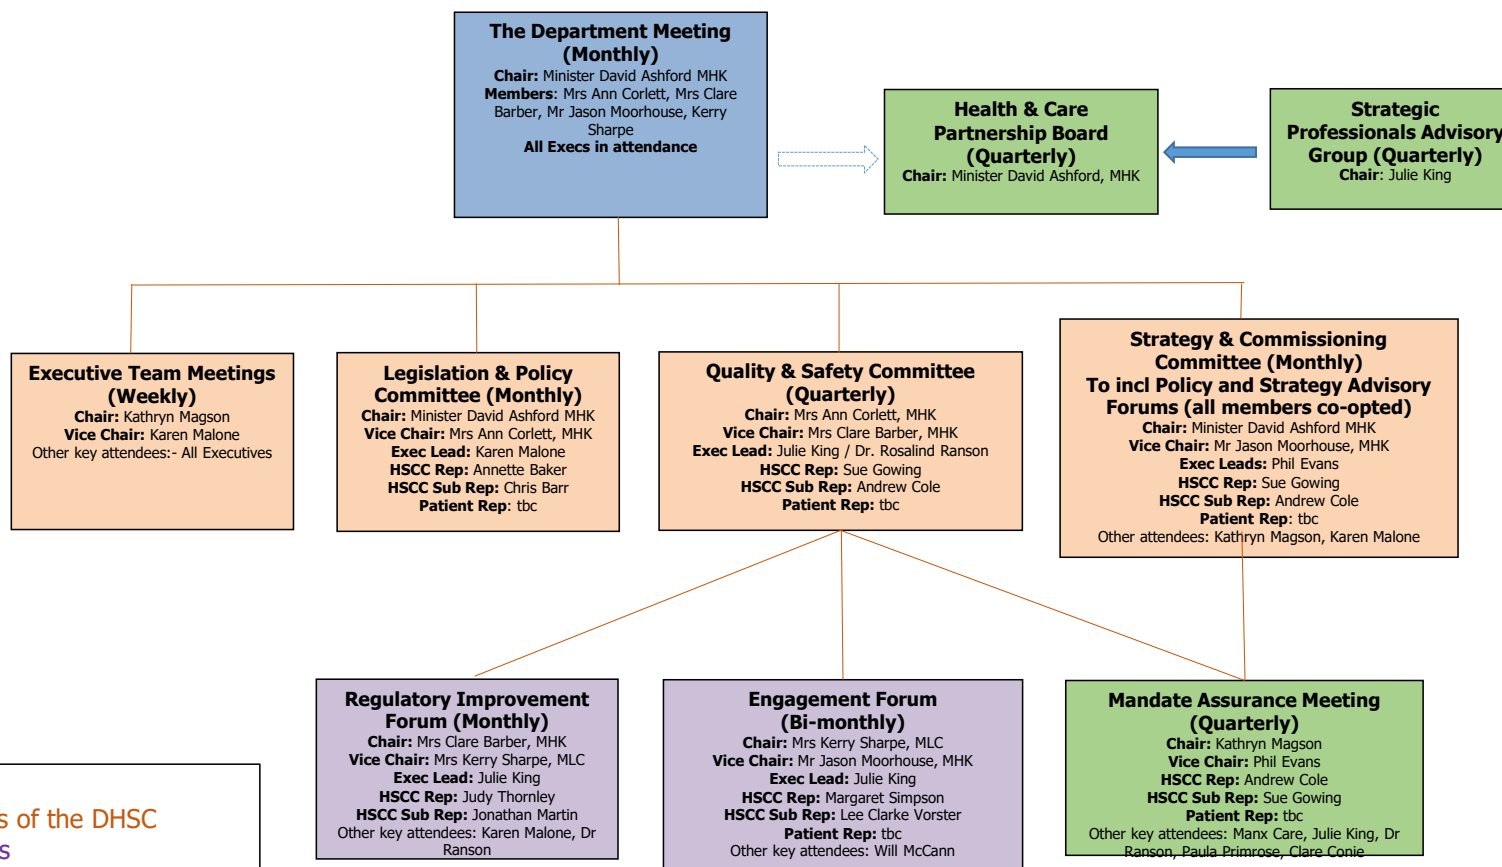 The Department Meeting
(Monthly)
Chair: Minister David Ashford MHK
Members: Mrs Ann Corlett, Mrs Clare
Barber, Mr Jason Moorhouse, Kerry
Sharpe
All Execs in attendance
Health & Care
Partnership Board
(Quarterly)
Chair: Minister David Ashford, MHK
Strategic
Professionals Advisory
Group (Quarterly)
Chair: Julie King
Executive Team Meetings
(Weekly)
Chair: Kathryn Magson
Vice Chair: Karen Malone
Other key attendees:- All Executives
Legislation & Policy
Committee (Monthly)
Chair: Minister David Ashford MHK
Vice Chair: Mrs Ann Corlett, MHK
Exec Lead: Karen Malone
HSCC Rep: Annette Baker
HSCC Sub Rep: Chris Barr
Patient Rep: tbc
Quality & Safety Committee
(Quarterly)
Chair: Mrs Ann Corlett, MHK
Vice Chair: Mrs Clare Barber, MHK
Exec Lead: Julie King / Dr. Rosalind Ranson
HSCC Rep: Sue Gowing
HSCC Sub Rep: Andrew Cole
Patient Rep: tbc
Strategy & Commissioning
Committee (Monthly)
To incl Policy and Strategy Advisory
Forums (all members co-opted)
Chair: Minister David Ashford MHK
Vice Chair: Mr Jason Moorhouse, MHK
Exec Leads: Phil Evans
HSCC Rep: Sue Gowing
HSCC Sub Rep: Andrew Cole
Patient Rep: tbc
Other attendees: Kathryn Magson, Karen Malone
Regulatory Improvement
Forum (Monthly)
Chair: Mrs Clare Barber, MHK
Vice Chair: Mrs Kerry Sharpe, MLC
Exec Lead: Julie King
HSCC Rep: Judy Thornley
HSCC Sub Rep: Jonathan Martin
Other key attendees: Karen Malone, Dr
Ranson
Engagement Forum
(Bi-monthly)
Chair: Mrs Kerry Sharpe, MLC
Vice Chair: Mr Jason Moorhouse, MHK
Exec Lead: Julie King
HSCC Rep: Margaret Simpson
HSCC Sub Rep: Lee Clarke Vorster
Patient Rep: tbc
Other key attendees: Will McCann
Mandate Assurance Meeting
(Quarterly)
Chair: Kathryn Magson
Vice Chair: Phil Evans
HSCC Rep: Andrew Cole
HSCC Sub Rep: Sue Gowing
Patient Rep: tbc
Other key attendees: Manx Care, Julie King, Dr
Ranson, Paula Primrose, Clare Conie
of the DHSC